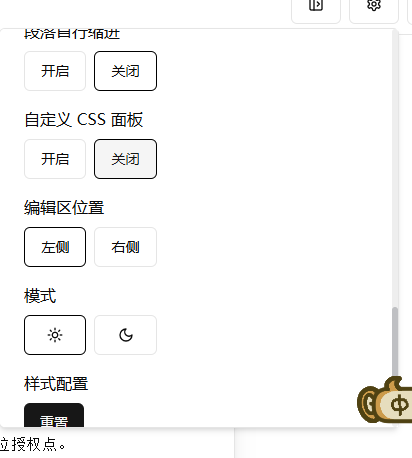 段落首行缩进
开启 关闭
自定义 CSS 面板
开启 关闭
编辑区位置
左侧 右侧
模式
样式配置
重置
中
位授权点。